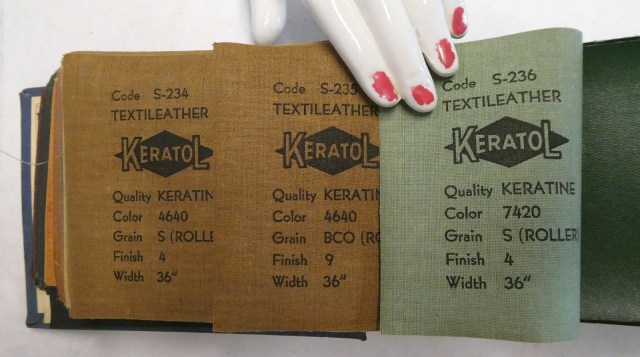 Code S-234
TEXTILEATHER
KERATOL
Quality KERATINE
Color 4640
Grain S (ROLLE
Finish 4
Width 36"
Code S-235
TEXTILEATHER
KERATOL
Quality KERATIN
Color 4640
Grain BCO (RO
Finish 9
Width 36"
Code S-236
TEXTILEATHER
KERATOL
Quality KERATINE
Color 7420
Grain S (ROLLER
Finish 4
Width 36"